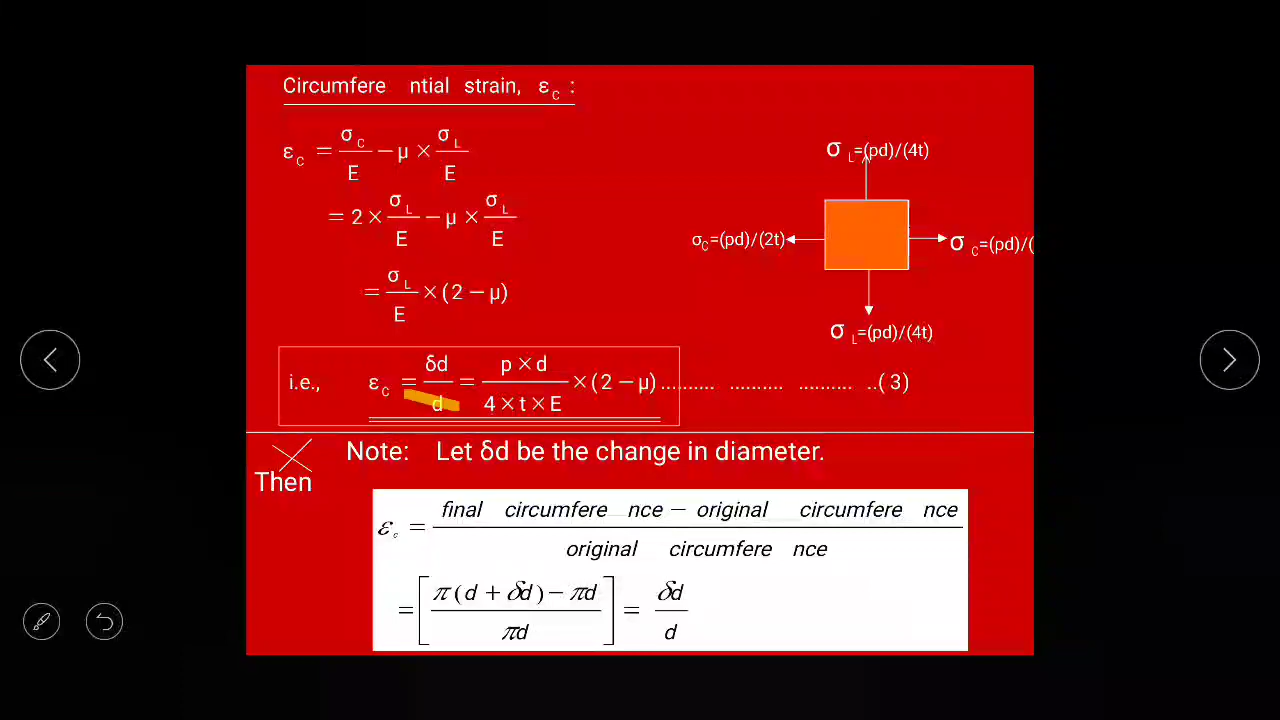 Circumfere ntial strain, ε_C :
ε_C = σ_C / E − μ × σ_L / E
= 2 × σ_L / E − μ × σ_L / E
= σ_L / E × (2 − μ)
σ_L=(pd)/(4t)
σ_C=(pd)/(2t)
σ_C=(pd)/(
σ_L=(pd)/(4t)
i.e., ε_C = δd / d = p × d / 4 × t × E × (2 − μ) .......... .......... .......... ..(3)
Note: Let δd be the change in diameter.
Then
ε_c = final circumfere nce − original circumfere nce / original circumfere nce
= [π(d + δd) − πd / πd] = δd / d